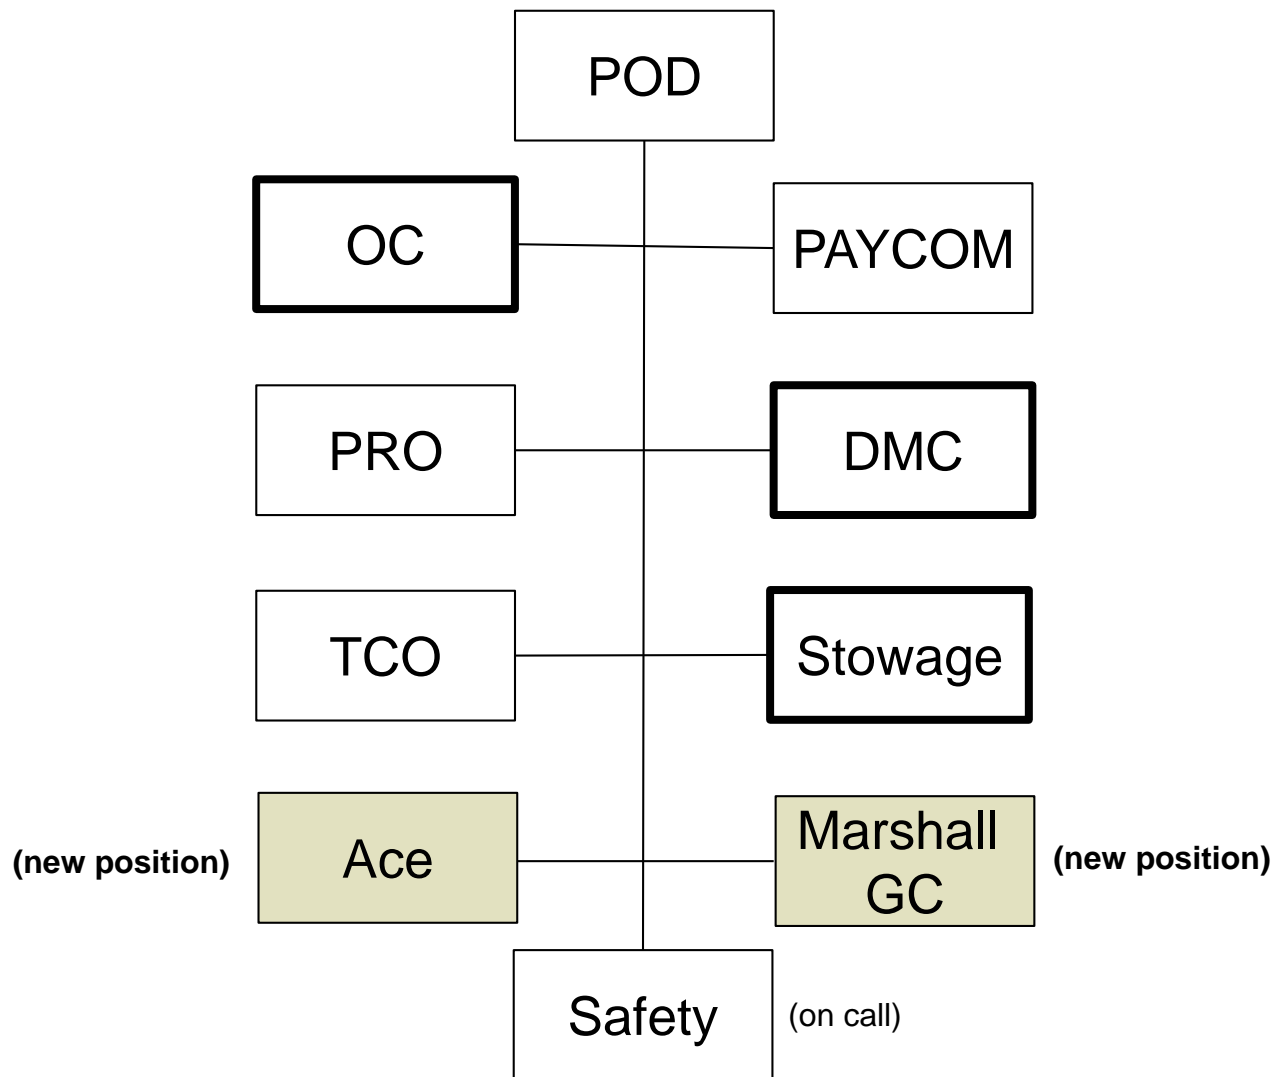 POD
OC
PAYCOM
PRO
DMC
TCO
Stowage
(new position)
Ace
Marshall
GC
(new position)
Safety
(on call)